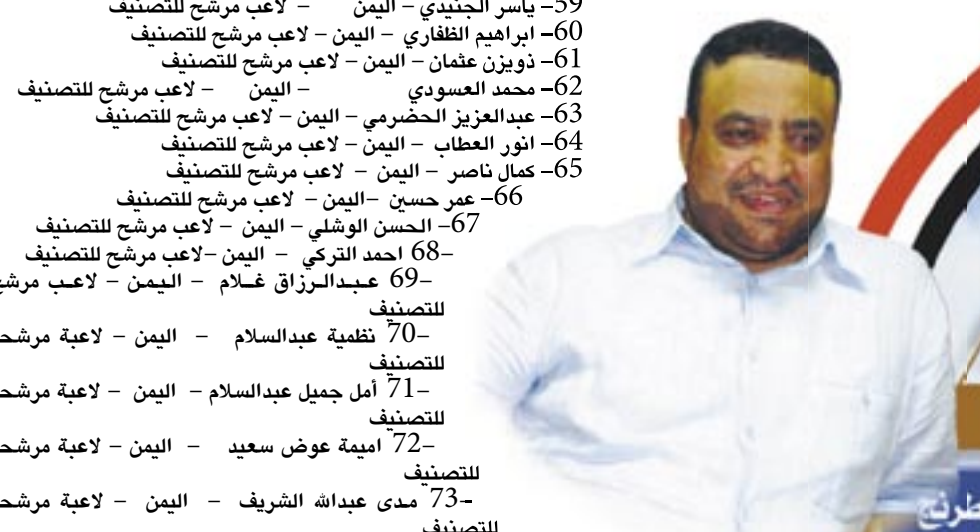 59– ياسر الجنيدي – اليمن – لاعب مرشح للتصنيف
60– ابراهيم الظفاري – اليمن – لاعب مرشح للتصنيف
61– ذويزن عثمان – اليمن – لاعب مرشح للتصنيف
62– محمد العسودي – اليمن – لاعب مرشح للتصنيف
63– عبدالعزيز الحضرمي – اليمن – لاعب مرشح للتصنيف
64– انور العطاب – اليمن – لاعب مرشح للتصنيف
65– كمال ناصر – اليمن – لاعب مرشح للتصنيف
66– عمر حسين –اليمن – لاعب مرشح للتصنيف
67– الحسن الوشلي – اليمن – لاعب مرشح للتصنيف
–68 احمد التركي – اليمن –لاعب مرشح للتصنيف
–69 عبدالرزاق غلام – اليمن – لاعب مرشح
للتصنيف
–70 نظمية عبدالسلام – اليمن – لاعبة مرشحة
للتصنيف
–71 أمل جميل عبدالسلام – اليمن – لاعبة مرشحة
للتصنيف
–72 اميمة عوض سعيد – اليمن – لاعبة مرشحة
للتصنيف
–73 مدى عبدالله الشريف – اليمن – لاعبة مرشحة
للتصنيف